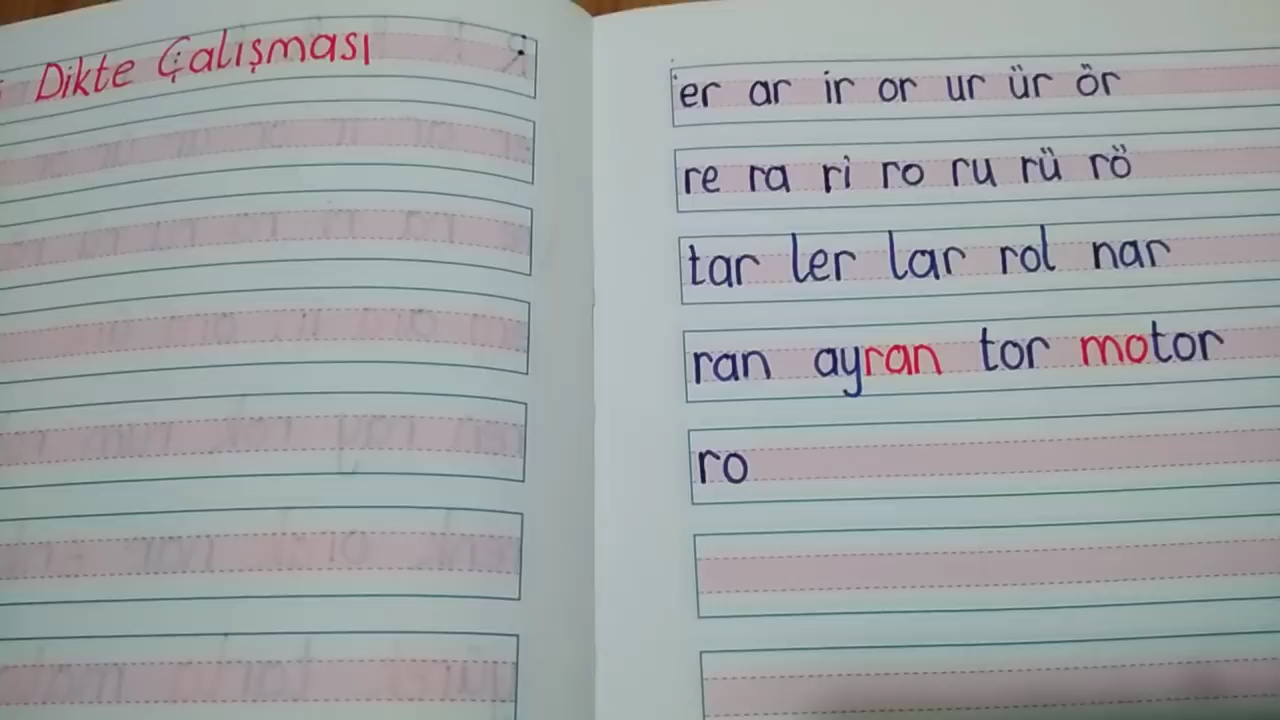 Dikte Çalışması
er ar ir or ur ür ör
re ra ri ro ru rü rö
tar ler lar rol nar
ran ayran tor motor
ro